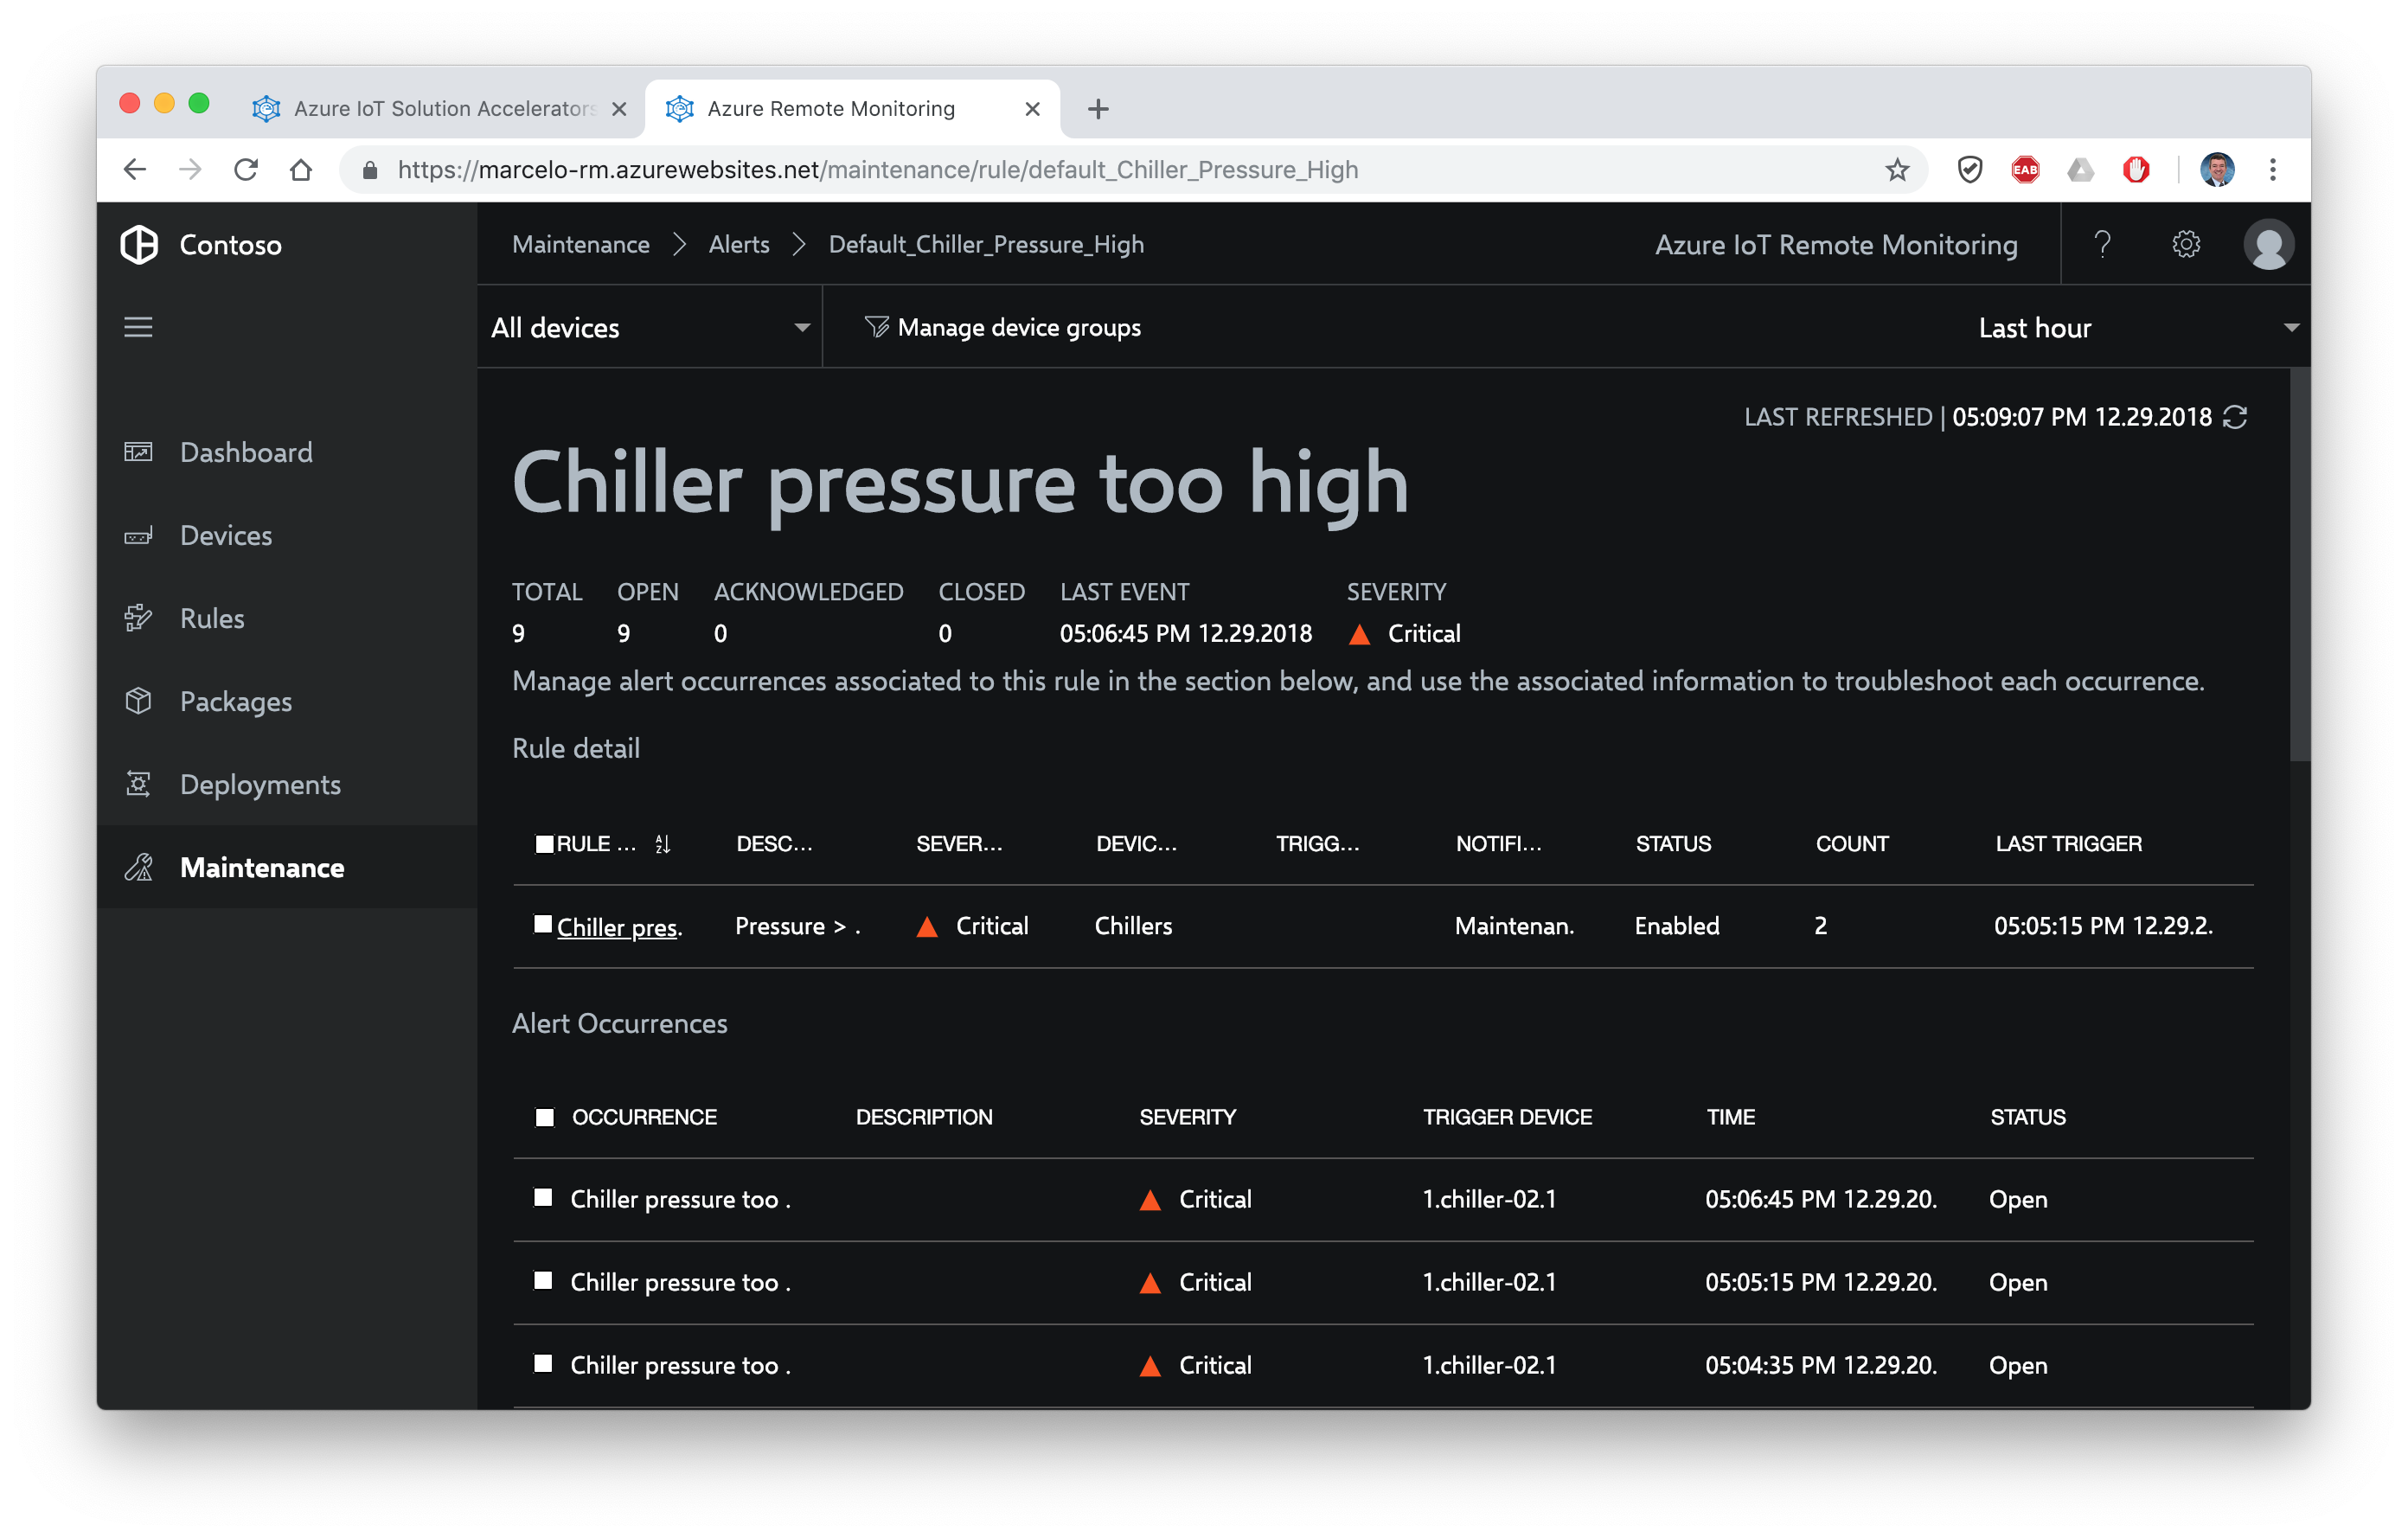 Azure IoT Solution Accelerators
Azure Remote Monitoring
https://marcelo-rm.azurewebsites.net/maintenance/rule/default_Chiller_Pressure_High
EAB
Contoso
Maintenance > Alerts > Default_Chiller_Pressure_High
Azure IoT Remote Monitoring
?
All devices
Manage device groups
Last hour
LAST REFRESHED | 05:09:07 PM 12.29.2018
Dashboard
Devices
Rules
Packages
Deployments
Maintenance
Chiller pressure too high
TOTAL OPEN ACKNOWLEDGED CLOSED LAST EVENT SEVERITY
9 9 0 0 05:06:45 PM 12.29.2018 Critical
Manage alert occurrences associated to this rule in the section below, and use the associated information to troubleshoot each occurrence.
Rule detail
RULE ... DESC... SEVER... DEVIC... TRIGG... NOTIFI... STATUS COUNT LAST TRIGGER
Chiller pres. Pressure > . Critical Chillers Maintenan. Enabled 2 05:05:15 PM 12.29.2.
Alert Occurrences
OCCURRENCE DESCRIPTION SEVERITY TRIGGER DEVICE TIME STATUS
Chiller pressure too . Critical 1.chiller-02.1 05:06:45 PM 12.29.20. Open
Chiller pressure too . Critical 1.chiller-02.1 05:05:15 PM 12.29.20. Open
Chiller pressure too . Critical 1.chiller-02.1 05:04:35 PM 12.29.20. Open